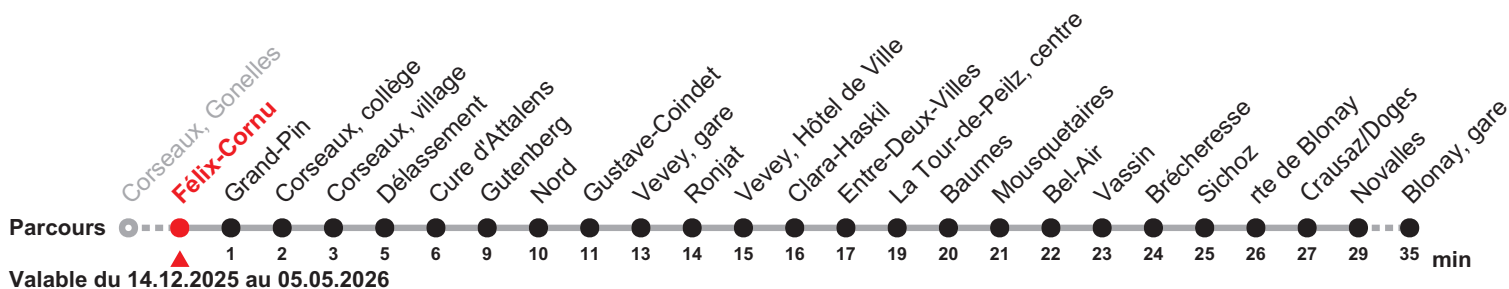 Corseaux, Gonelles
Félix-Cornu
Grand-Pin
Corseaux, collège
Corseaux, village
Délassement
Cure d'Attalens
Gutenberg
Nord
Gustave-Coindet
Vevey, gare
Ronjat
Vevey, Hôtel de Ville
Clara-Haskil
Entre-Deux-Villes
La Tour-de-Peilz, centre
Baumes
Mousquetaires
Bel-Air
Vassin
Brécheresse
Sichoz
rte de Blonay
Crausaz/Doges
Novalles
Blonay, gare
Parcours
1 2 3 5 6 9 10 11 13 14 15 16 17 19 20 21 22 23 24 25 26 27 29 35 min
Valable du 14.12.2025 au 05.05.2026